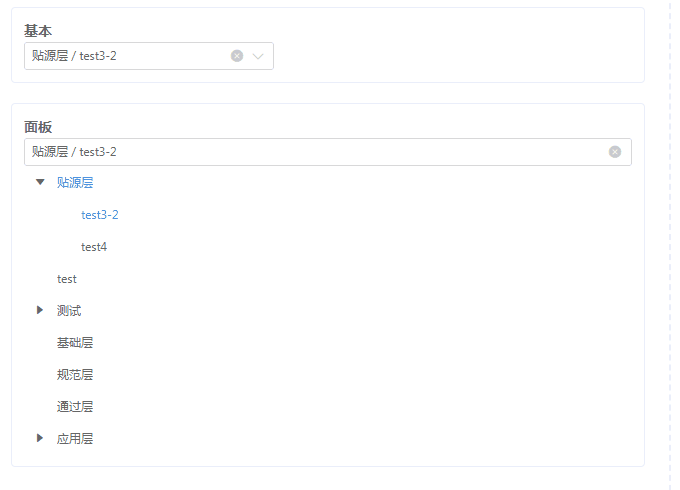 基本
贴源层 / test3-2
面板
贴源层 / test3-2
贴源层
test3-2
test4
test
测试
基础层
规范层
通过层
应用层